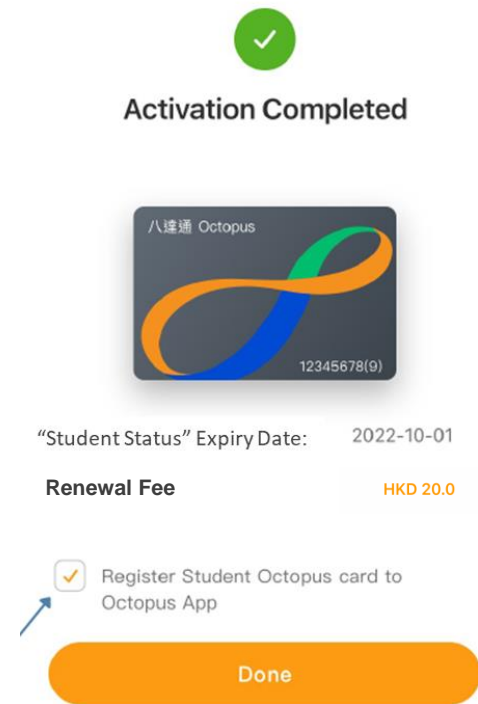 Activation Completed
八達通 Octopus
12345678(9)
“Student Status” Expiry Date: 2022-10-01
Renewal Fee HKD 20.0
Register Student Octopus card to
Octopus App
Done